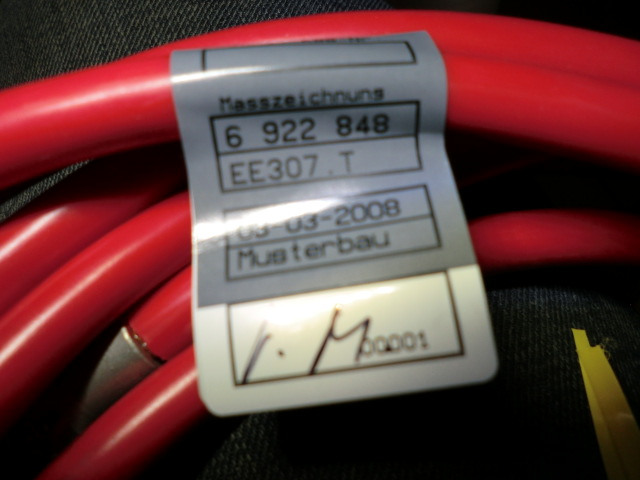 Masszeichnung
6 922 848
EE307.T
03-03-2008
Musterbau
00001